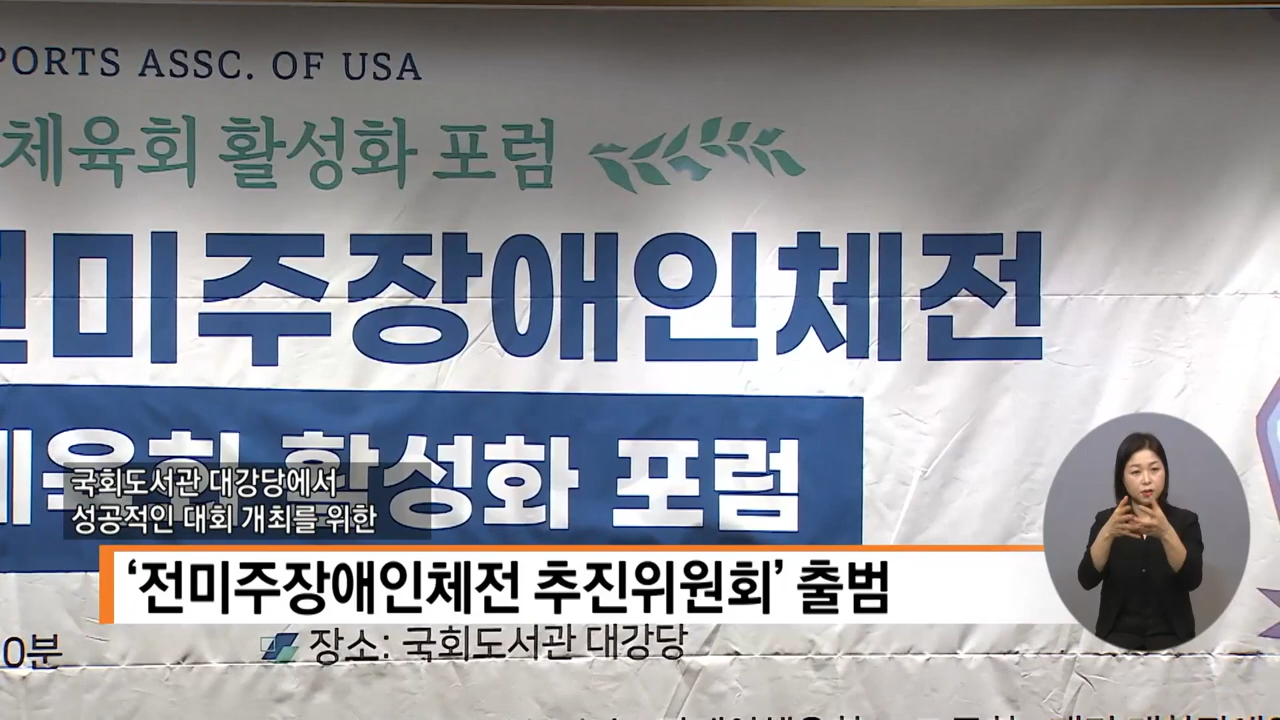 PORTS ASSC. OF USA
체육회 활성화 포럼
전미주장애인체전
체육회 활성화 포럼
국회도서관 대강당에서
성공적인 대회 개최를 위한
‘전미주장애인체전 추진위원회’ 출범
0분
장소: 국회도서관 대강당